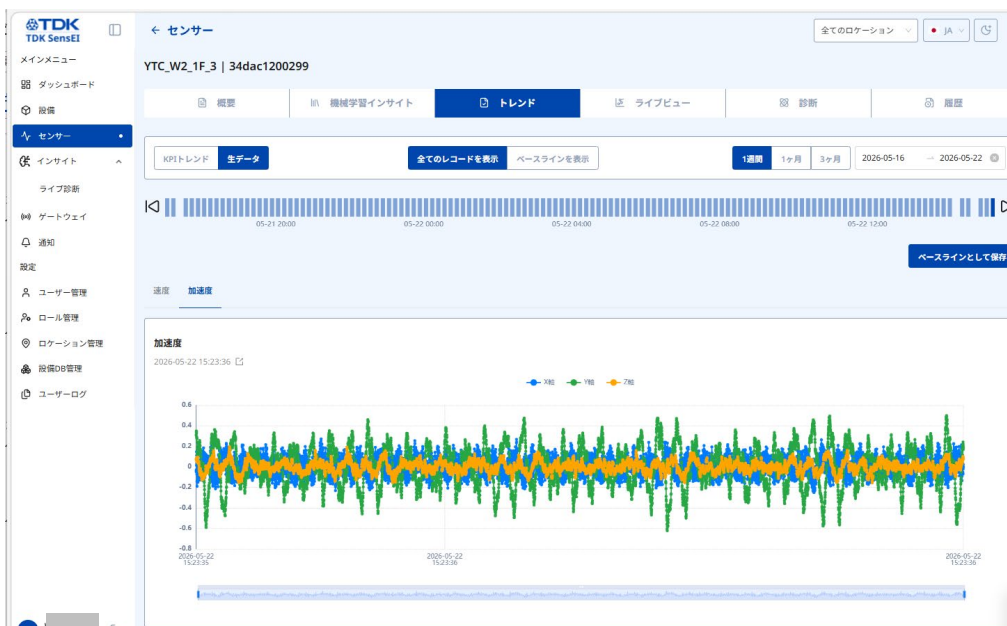 TDK
TDK SensEI
← センサー
全てのロケーション
JA
メインメニュー
ダッシュボード
設備
センサー
インサイト
ライブ診断
ゲートウェイ
通知
設定
ユーザー管理
ロール管理
ロケーション管理
設備DB管理
ユーザーログ
YTC_W2_1F_3 | 34dac1200299
概要
機械学習インサイト
トレンド
ライブビュー
診断
履歴
KPIトレンド
生データ
全てのレコードを表示
ベースラインを表示
1週間
1ヶ月
3ヶ月
2026-05-16 → 2026-05-22
05-21 20:00
05-22 00:00
05-22 04:00
05-22 08:00
05-22 12:00
ベースラインとして保存
速度
加速度
加速度
2026-05-22 15:23:36
X軸
Y軸
Z軸
0.6
0.4
0.2
0
-0.2
-0.4
-0.6
-0.8
2026-05-22
15:23:35
2026-05-22
15:23:36
2026-05-22
15:23:36